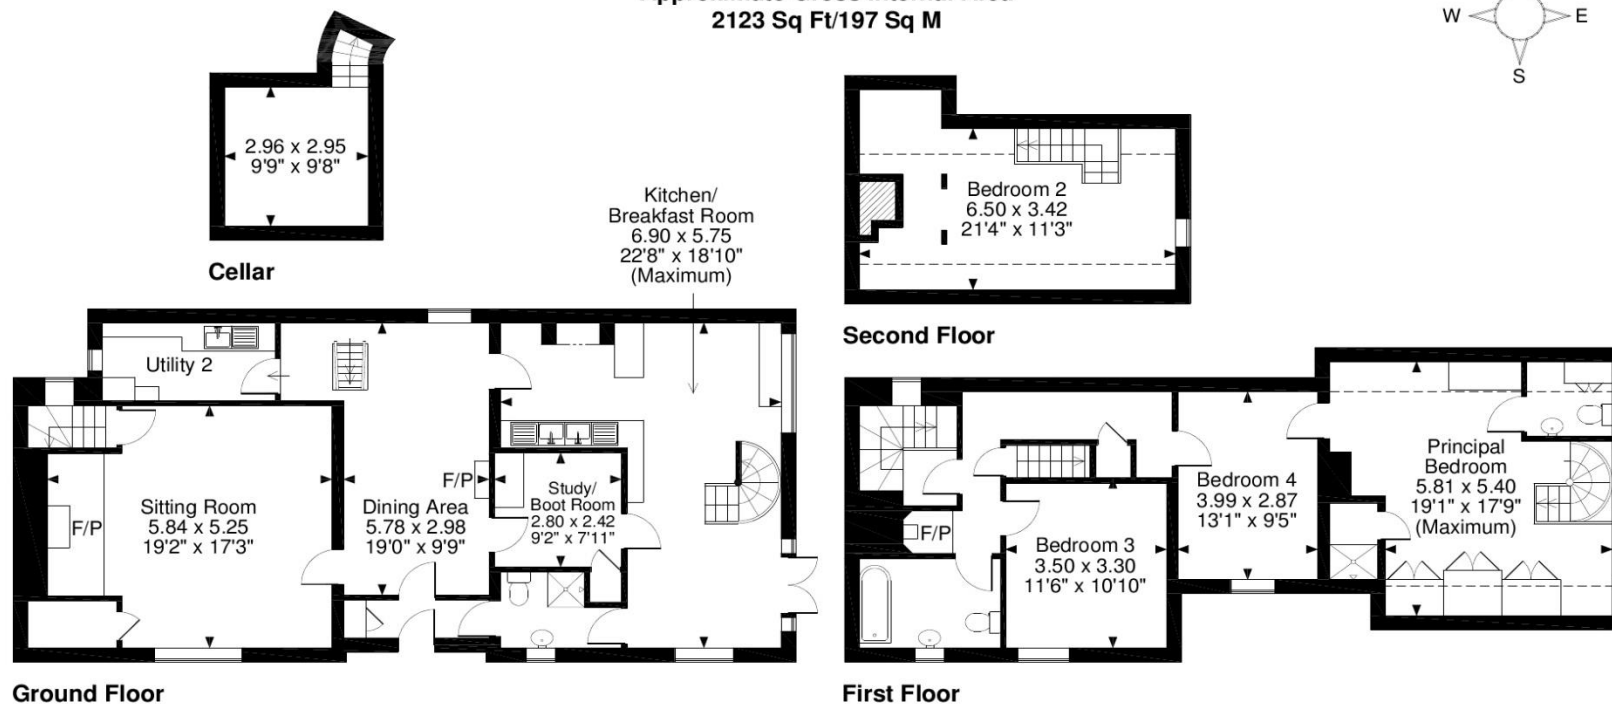 2123 Sq Ft/197 Sq M
W
E
S
2.96 x 2.95
9'9" x 9'8"
Cellar
Kitchen/
Breakfast Room
6.90 x 5.75
22'8" x 18'10"
(Maximum)
Bedroom 2
6.50 x 3.42
21'4" x 11'3"
Second Floor
Utility 2
Sitting Room
5.84 x 5.25
19'2" x 17'3"
F/P
Dining Area
5.78 x 2.98
19'0" x 9'9"
F/P
Study/
Boot Room
2.80 x 2.42
9'2" x 7'11"
Ground Floor
F/P
Bedroom 3
3.50 x 3.30
11'6" x 10'10"
Bedroom 4
3.99 x 2.87
13'1" x 9'5"
Principal
Bedroom
5.81 x 5.40
19'1" x 17'9"
(Maximum)
First Floor